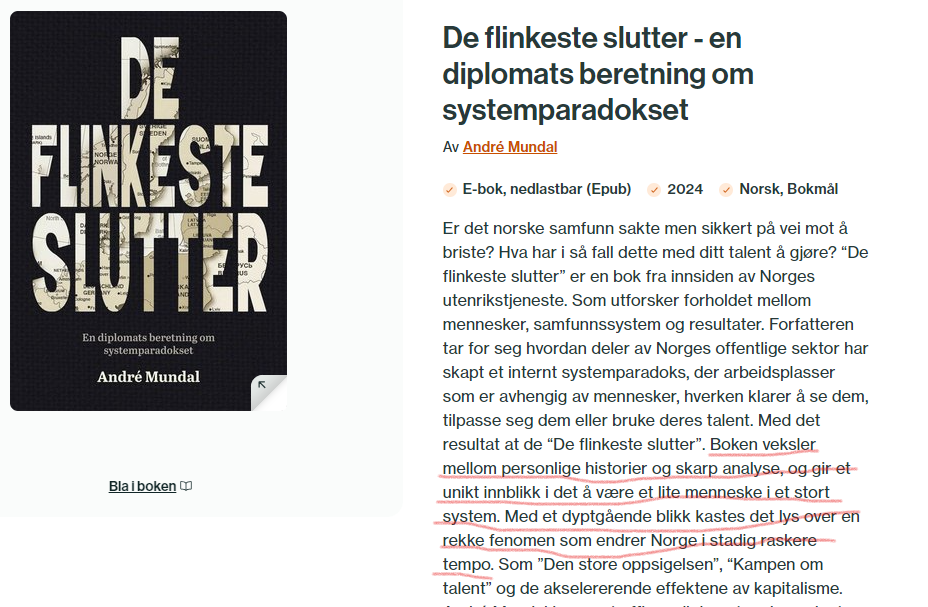 DE
FLINKESTE
SLUTTER
En diplomats beretning om
systemparadokset
André Mundal
Bla i boken
De flinkeste slutter - en
diplomats beretning om
systemparadokset
Av André Mundal
E-bok, nedlastbar (Epub) 2024 Norsk, Bokmål
Er det norske samfunn sakte men sikkert på vei mot å
briste? Hva har i så fall dette med ditt talent å gjøre? “De
flinkeste slutter” er en bok fra innsiden av Norges
utenrikstjeneste. Som utforsker forholdet mellom
mennesker, samfunnssystem og resultater. Forfatteren
tar for seg hvordan deler av Norges offentlige sektor har
skapt et internt systemparadoks, der arbeidsplasser
som er avhengig av mennesker, hverken klarer å se dem,
tilpasse seg dem eller bruke deres talent. Med det
resultat at de “De flinkeste slutter”. Boken veksler
mellom personlige historier og skarp analyse, og gir et
unikt innblikk i det å være et lite menneske i et stort
system. Med et dyptgående blikk kastes det lys over en
rekke fenomen som endrer Norge i stadig raskere
tempo. Som ”Den store oppsigelsen”, “Kampen om
talent” og de akselererende effektene av kapitalisme.